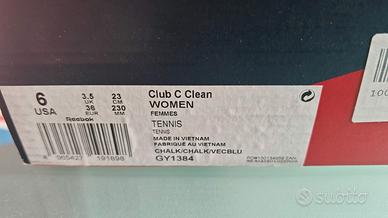 6
USA
3.5
UK
23
CM
36
EUR
230
MM
Reebok
Club C Clean
WOMEN
FEMMES
TENNIS
TENNIS
MADE IN VIETNAM
FABRIQUÉ AU VIETNAM
CHALK/CHALK/VECBLU
GY1384
100
subito